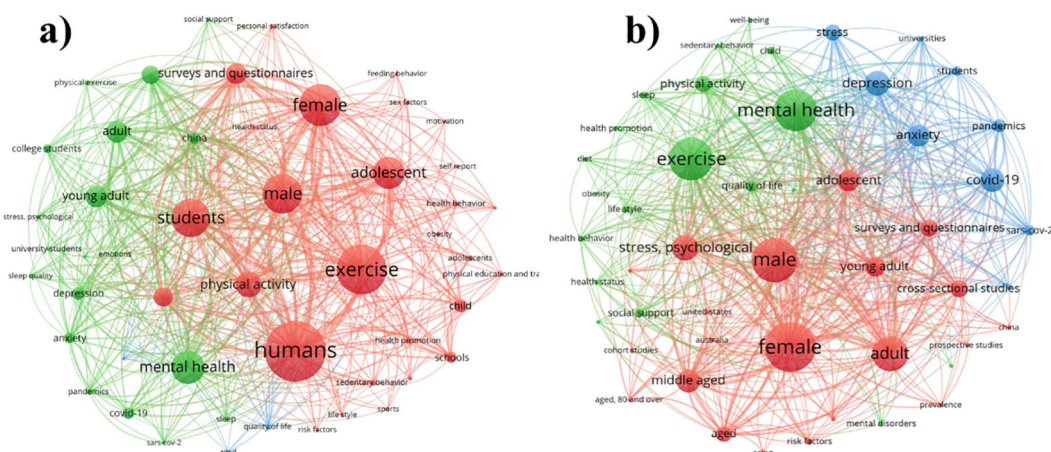 a)
social support
personal satisfaction
surveys and questionnaires
feeding behavior
physical exercise
female
sex factors
health status
motivation
adult
china
college students
self report
adolescent
young adult
male
health behavior
stress, psychological
students
obesity
university students
emotions
adolescents
sleep quality
exercise
physical education and tra
physical activity
depression
child
anxiety
humans
health promotion
schools
mental health
sedentary behavior
pandemics
sports
covid-19
sleep
life style
quality of life
risk factors
sars-cov-2
b)
well-being
stress
universities
sedentary behavior
child
students
physical activity
depression
sleep
mental health
health promotion
anxiety
pandemics
diet
exercise
quality of life
adolescent
covid-19
obesity
life style
surveys and questionnaires
sars-cov-2
health behavior
stress, psychological
male
young adult
health status
cross-sectional studies
social support
united states
china
australia
cohort studies
female
adult
prospective studies
middle aged
aged, 80 and over
prevalence
mental disorders
aged
risk factors